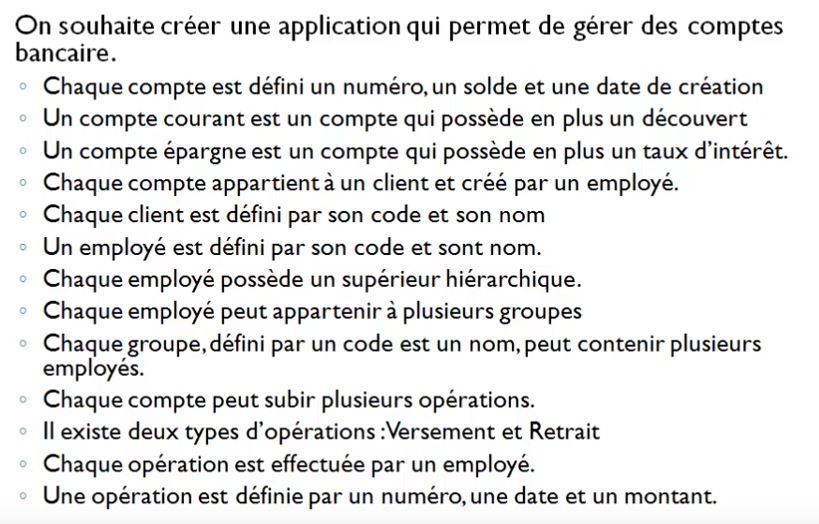 On souhaite créer une application qui permet de gérer des comptes
bancaire.
◦ Chaque compte est défini un numéro, un solde et une date de création
◦ Un compte courant est un compte qui possède en plus un découvert
◦ Un compte épargne est un compte qui possède en plus un taux d'intérêt.
◦ Chaque compte appartient à un client et créé par un employé.
◦ Chaque client est défini par son code et son nom
◦ Un employé est défini par son code et sont nom.
◦ Chaque employé possède un supérieur hiérarchique.
◦ Chaque employé peut appartenir à plusieurs groupes
◦ Chaque groupe, défini par un code est un nom, peut contenir plusieurs
employés.
◦ Chaque compte peut subir plusieurs opérations.
◦ Il existe deux types d'opérations : Versement et Retrait
◦ Chaque opération est effectuée par un employé.
◦ Une opération est définie par un numéro, une date et un montant.